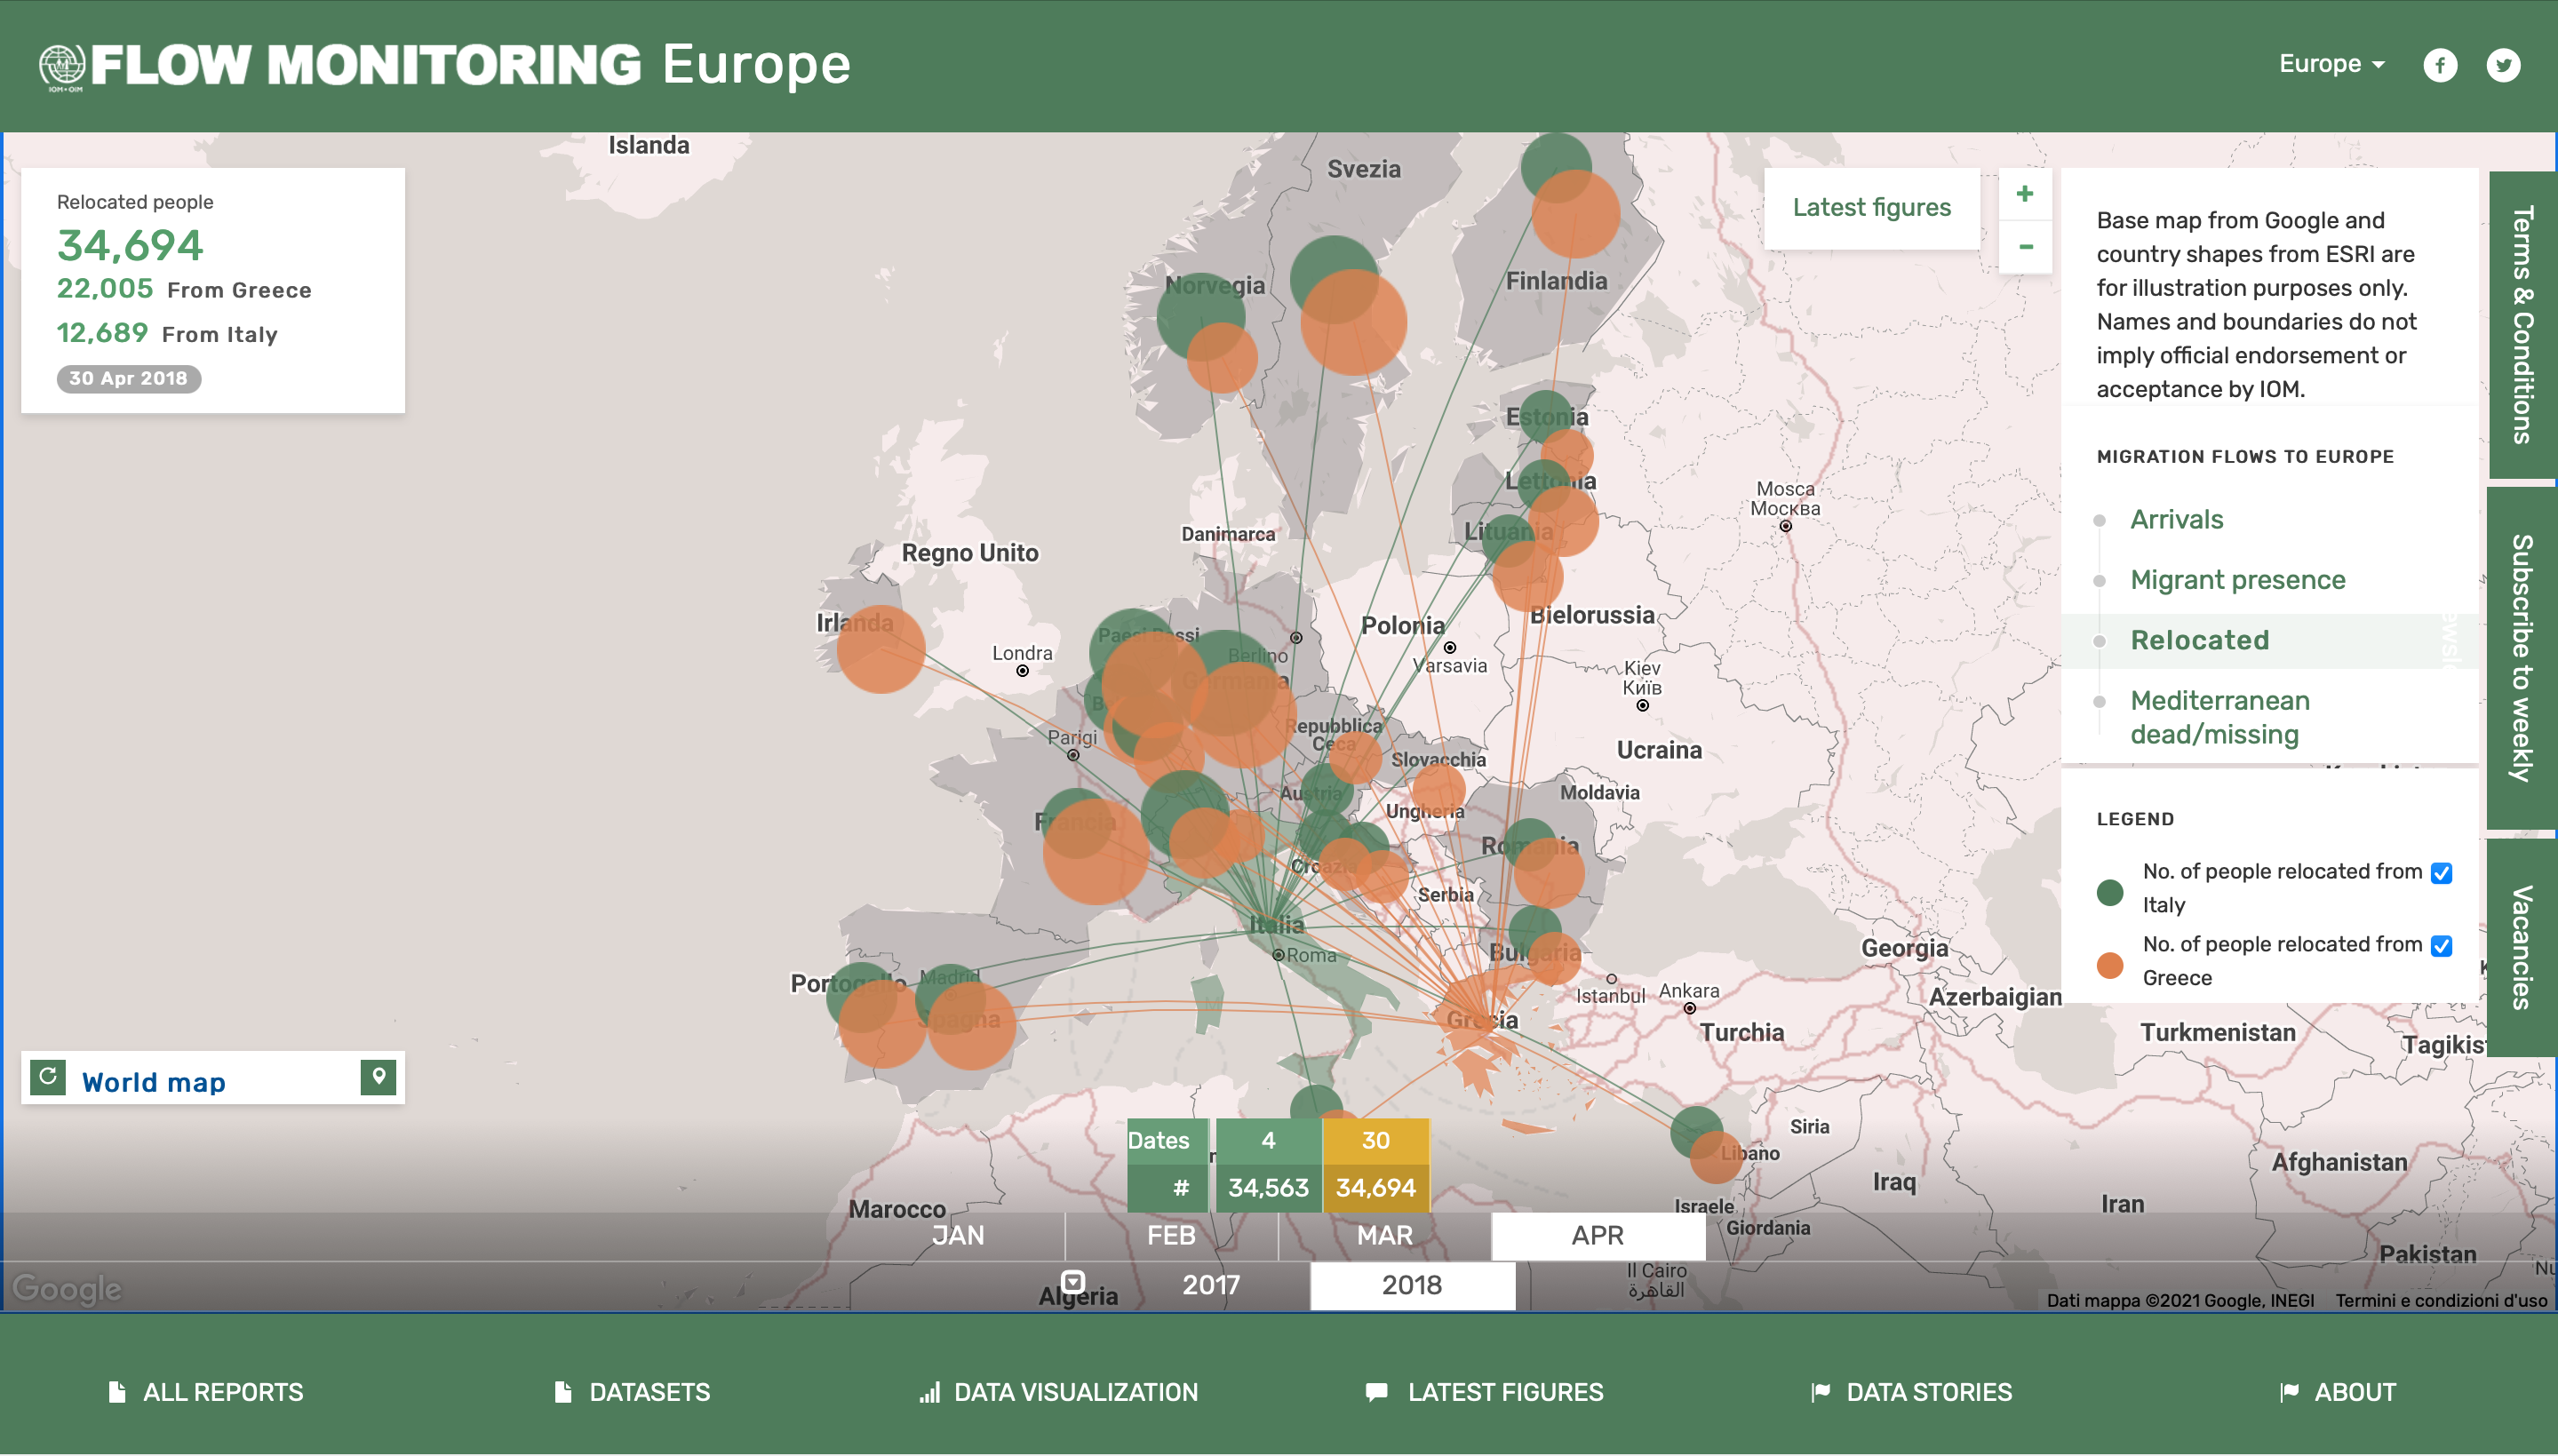 IOM•OIM
FLOW MONITORING Europe
Europe
Relocated people
34,694
22,005 From Greece
12,689 From Italy
30 Apr 2018
Latest figures
+
-
Base map from Google and
country shapes from ESRI are
for illustration purposes only.
Names and boundaries do not
imply official endorsement or
acceptance by IOM.
MIGRATION FLOWS TO EUROPE
Arrivals
Migrant presence
Relocated
Mediterranean
dead/missing
LEGEND
No. of people relocated from
Italy
No. of people relocated from
Greece
Terms & Conditions
Subscribe to weekly
Vacancies
Islanda
Svezia
Norvegia
Finlandia
Estonia
Lettonia
Mosca
Москва
Lituania
Danimarca
Regno Unito
Irlanda
Bielorussia
Polonia
Paesi Bassi
Londra
Berlino
Varsavia
Kiev
Київ
Germania
Repubblica
Ceca
Parigi
Slovacchia
Ucraina
Austria
Moldavia
Ungheria
Francia
Romania
Croazia
Serbia
Italia
Roma
Bulgaria
Georgia
Portogallo
Madrid
Spagna
Istanbul
Ankara
Azerbaigian
Grecia
Turchia
Turkmenistan
Siria
Libano
Afghanistan
Iraq
Iran
Israele
Giordania
Marocco
Pakistan
Il Cairo
القاهرة
Algeria
World map
Dates 4 30
# 34,563 34,694
JAN FEB MAR APR
2017 2018
Google
Dati mappa ©2021 Google, INEGI Termini e condizioni d'uso
ALL REPORTS DATASETS DATA VISUALIZATION LATEST FIGURES DATA STORIES ABOUT